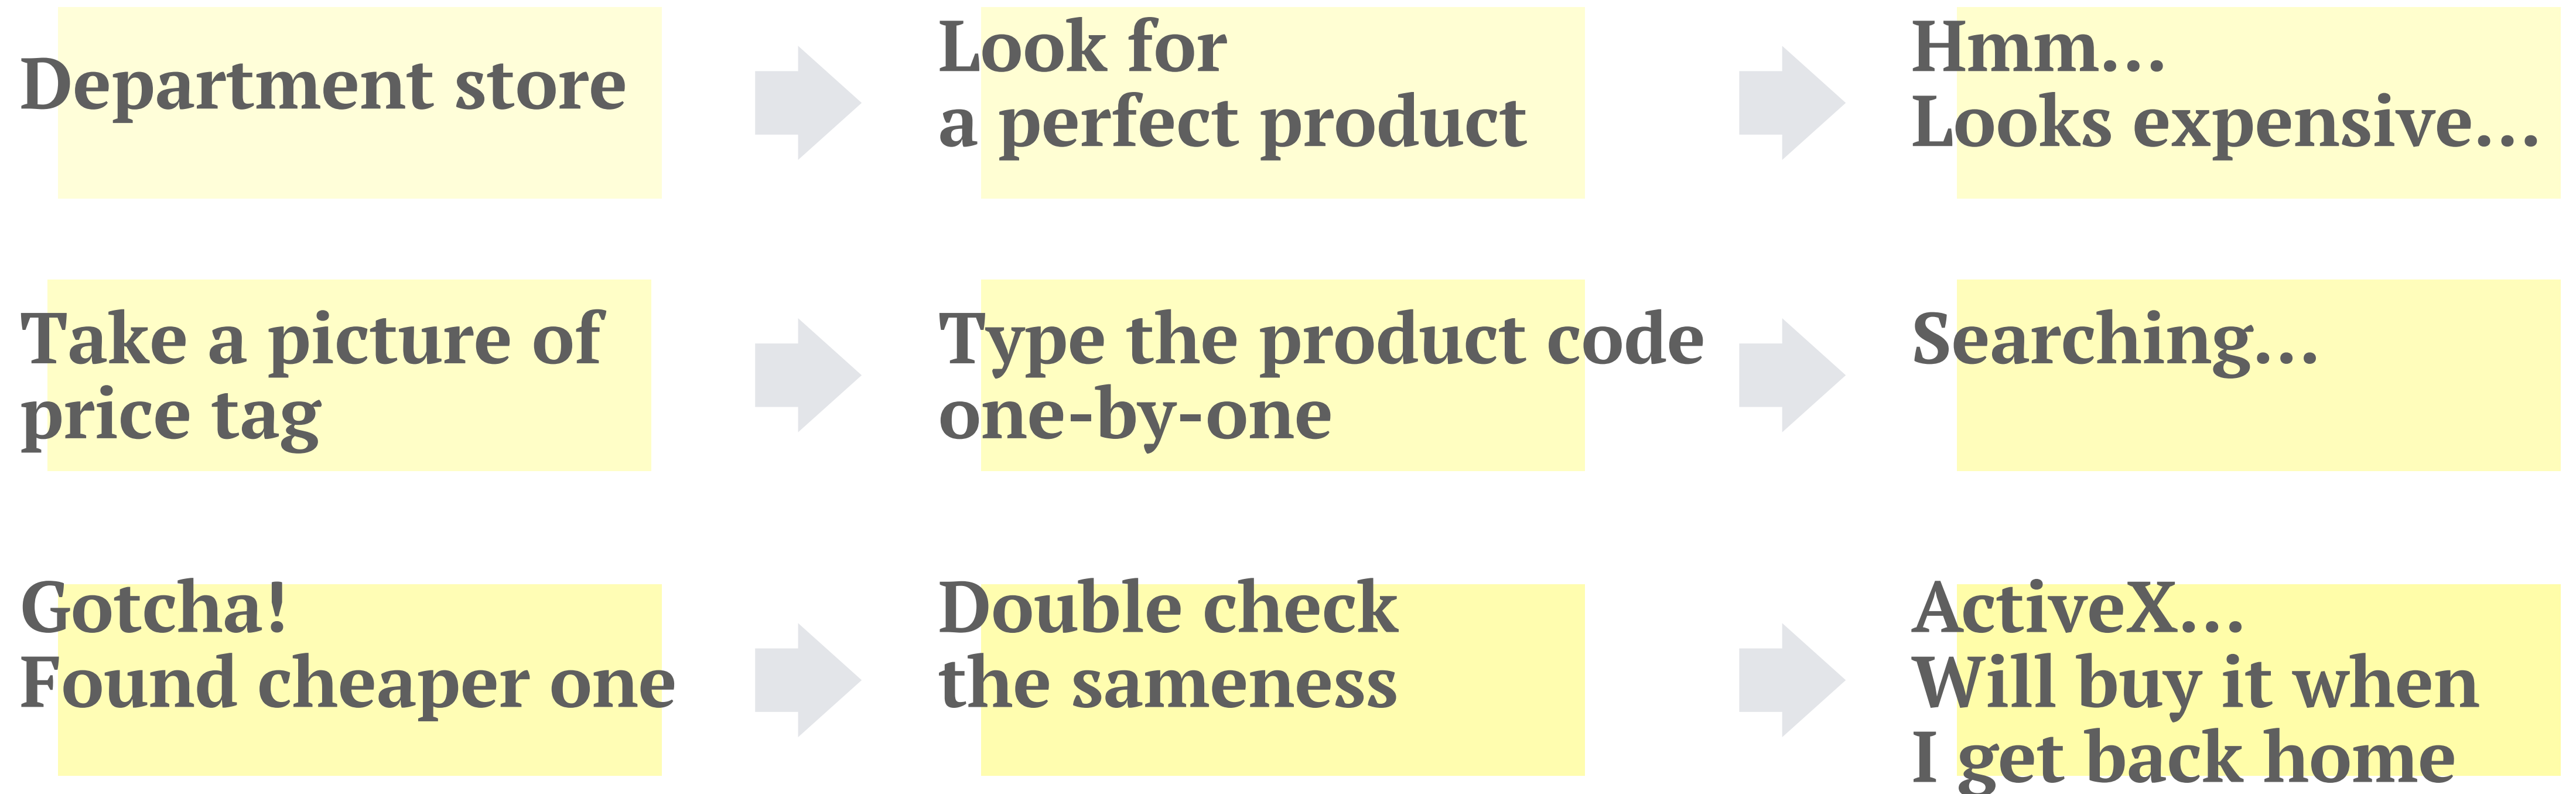 Department store
Look for
a perfect product
Hmm...
Looks expensive...
Take a picture of
price tag
Type the product code
one-by-one
Searching...
Gotcha!
Found cheaper one
Double check
the sameness
ActiveX...
Will buy it when
I get back home